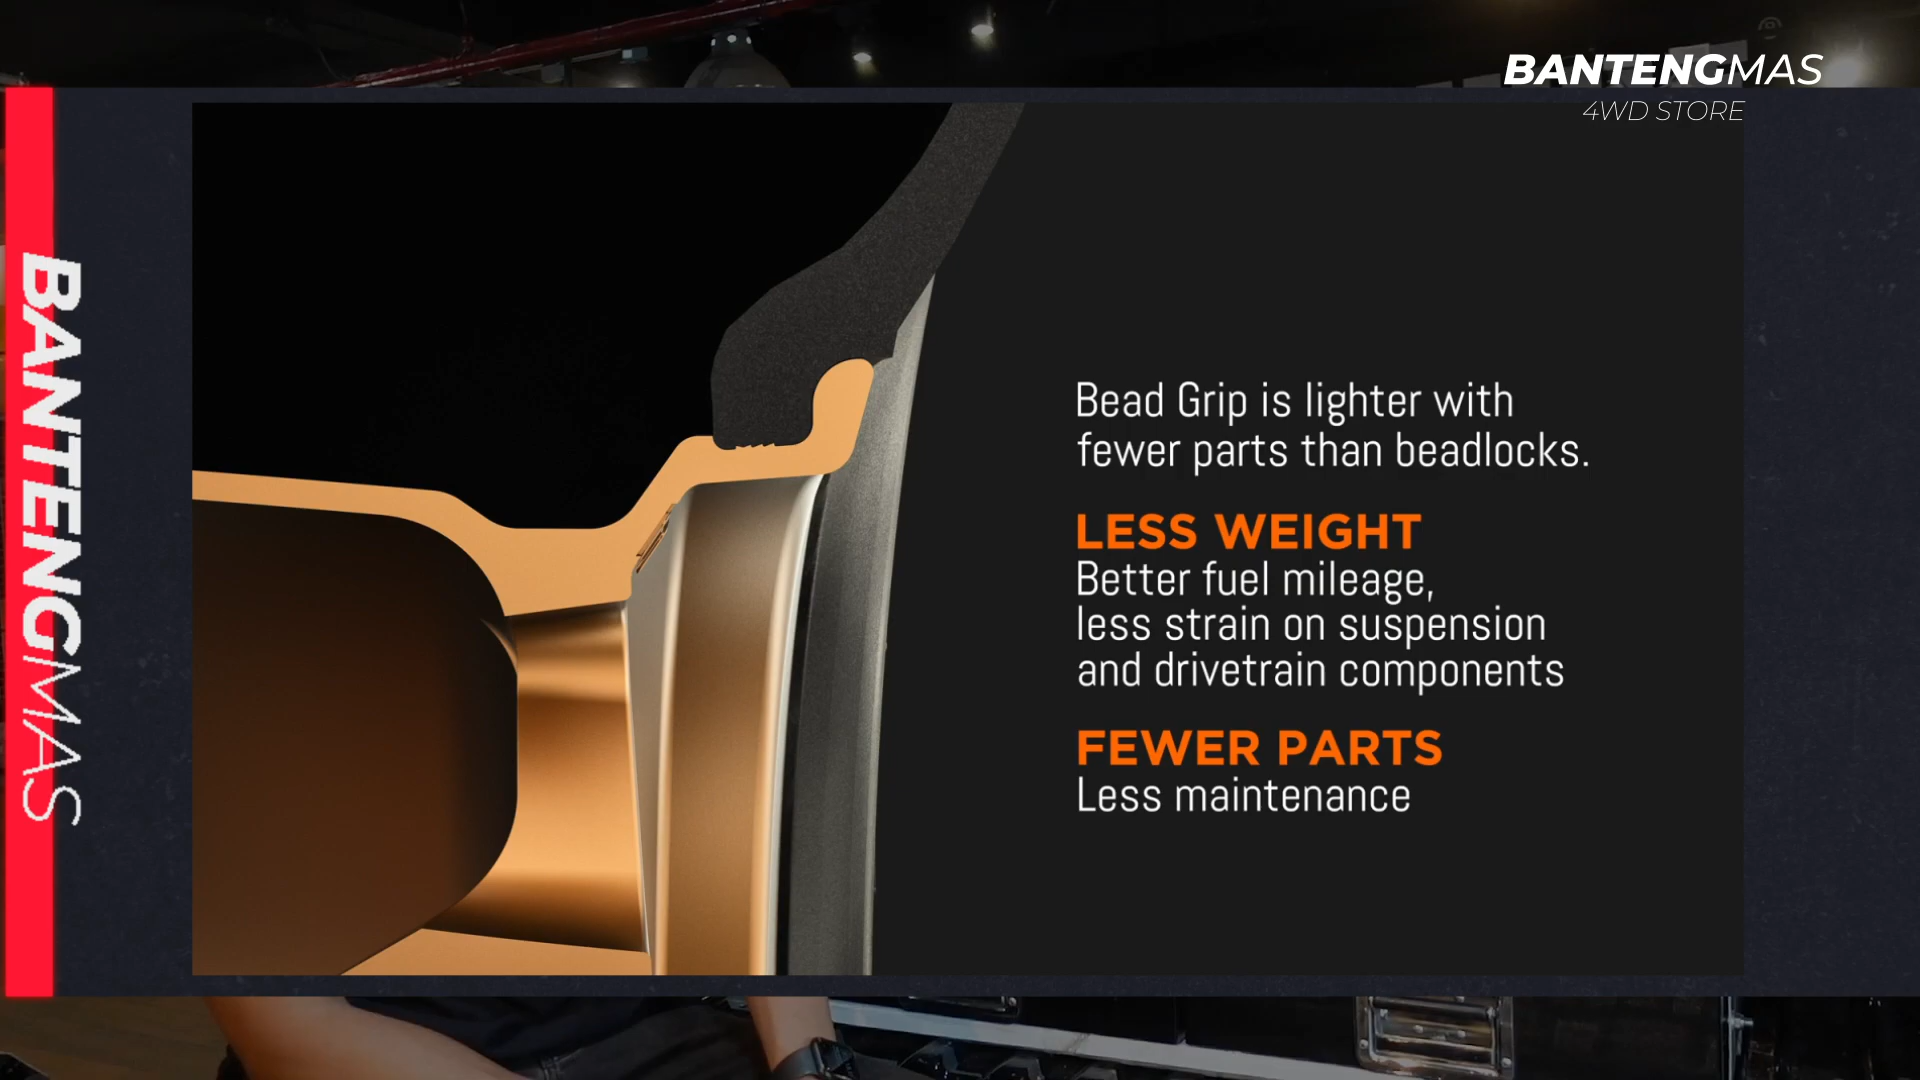 BANTENGMAS
4WD STORE
BANTENGMAS
Bead Grip is lighter with
fewer parts than beadlocks.
LESS WEIGHT
Better fuel mileage,
less strain on suspension
and drivetrain components
FEWER PARTS
Less maintenance